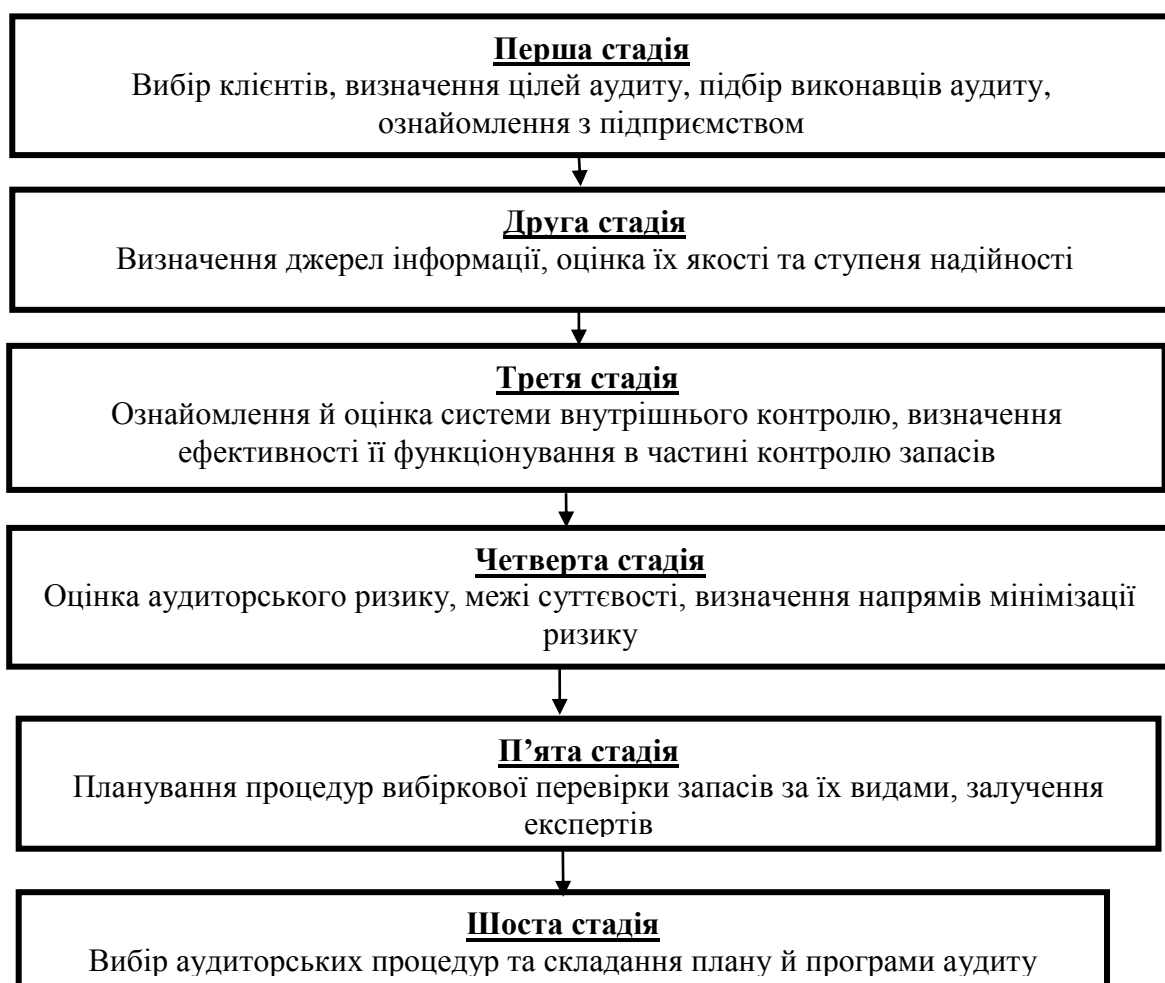 Перша стадія
Вибір клієнтів, визначення цілей аудиту, підбір виконавців аудиту,
ознайомлення з підприємством
Друга стадія
Визначення джерел інформації, оцінка їх якості та ступеня надійності
Третя стадія
Ознайомлення й оцінка системи внутрішнього контролю, визначення
ефективності її функціонування в частині контролю запасів
Четверта стадія
Оцінка аудиторського ризику, межі суттєвості, визначення напрямів мінімізації
ризику
П’ята стадія
Планування процедур вибіркової перевірки запасів за їх видами, залучення
експертів
Шоста стадія
Вибір аудиторських процедур та складання плану й програми аудиту